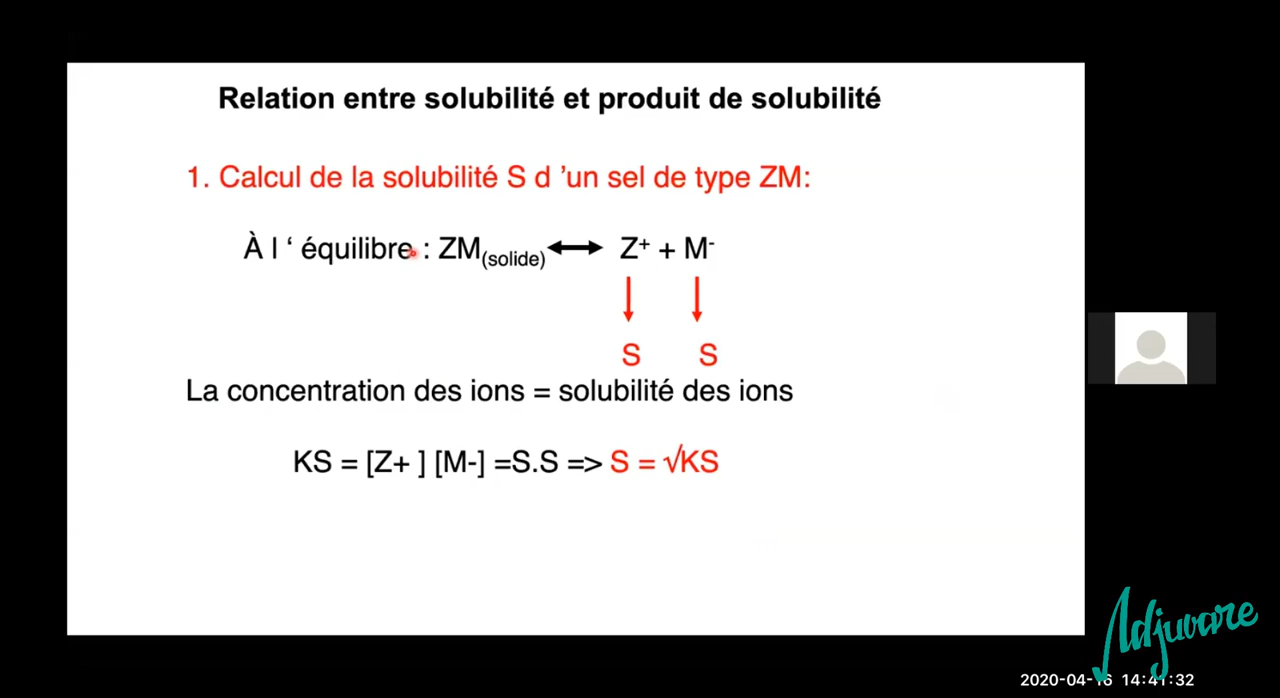 Relation entre solubilité et produit de solubilité
1. Calcul de la solubilité S d 'un sel de type ZM:
À l ‘ équilibre : ZM(solide) ↔ Z+ + M-
S S
La concentration des ions = solubilité des ions
KS = [Z+ ] [M-] =S.S => S = √KS
Adjuvare
2020-04-16 14:41:32